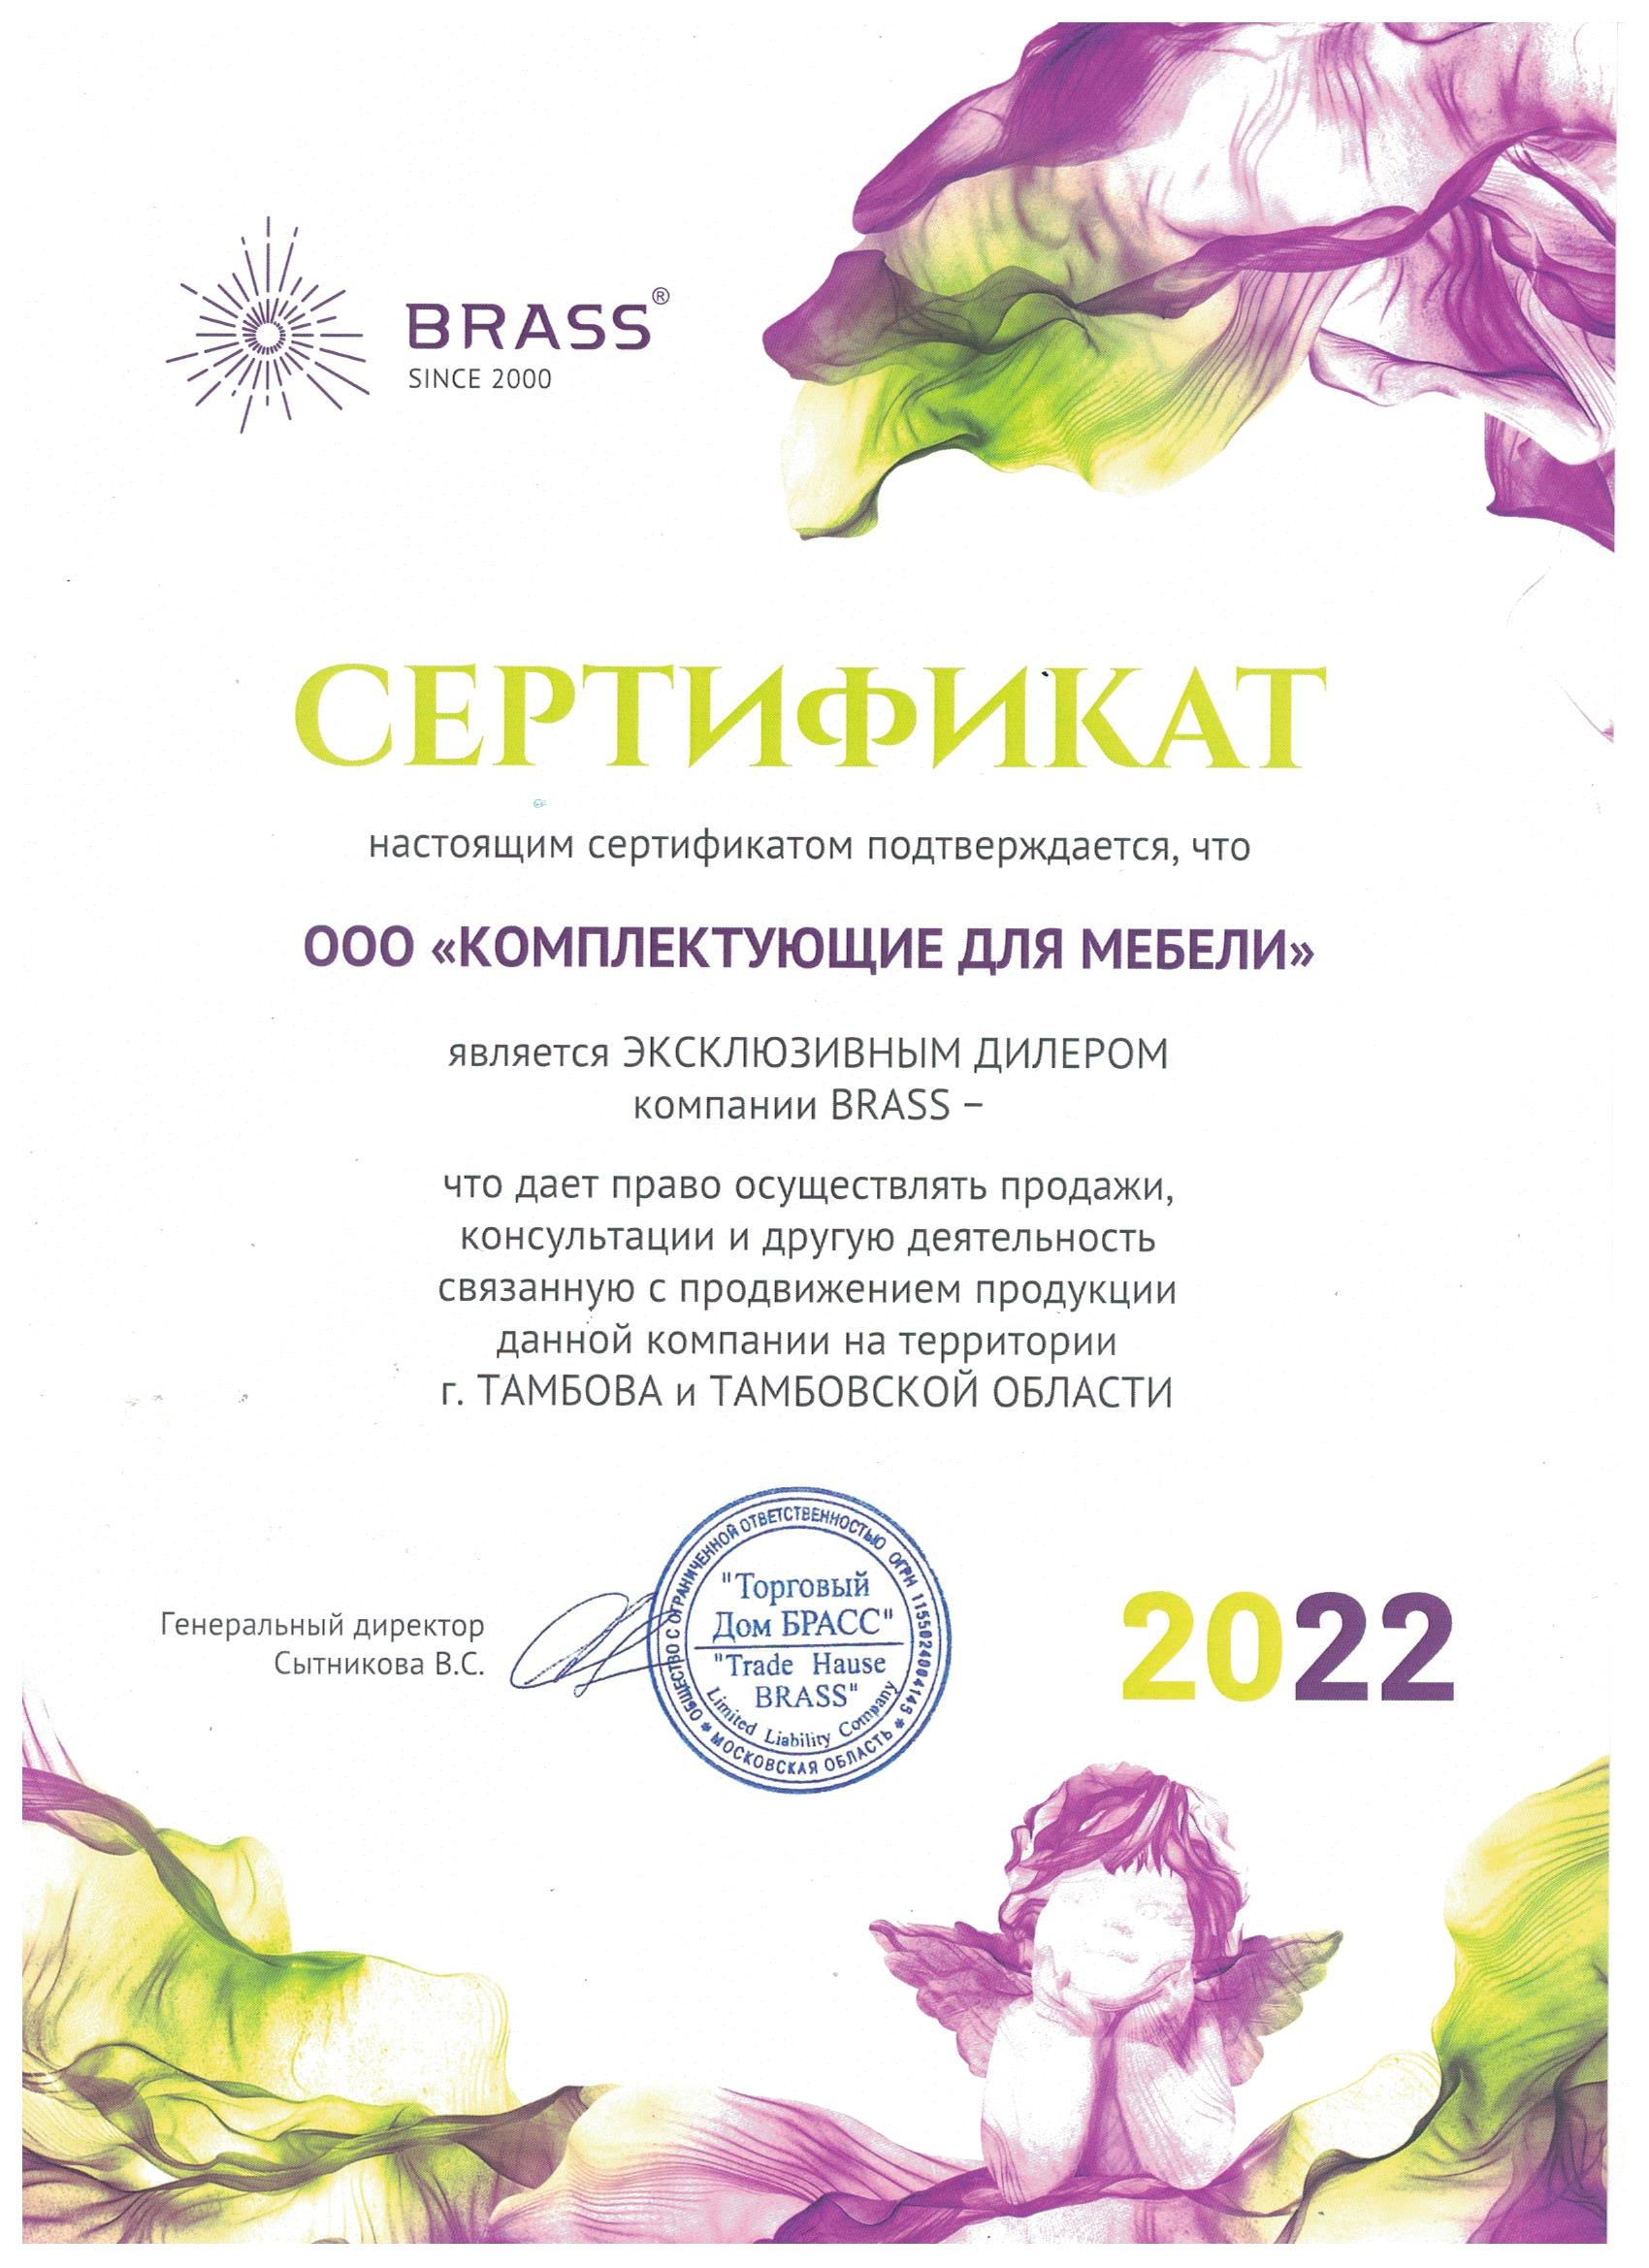 BRASS®
SINCE 2000
СЕРТИФИКАТ
настоящим сертификатом подтверждается, что
ООО «КОМПЛЕКТУЮЩИЕ ДЛЯ МЕБЕЛИ»
является ЭКСКЛЮЗИВНЫМ ДИЛЕРОМ
компании BRASS –
что дает право осуществлять продажи,
консультации и другую деятельность
связанную с продвижением продукции
данной компании на территории
г. ТАМБОВА и ТАМБОВСКОЙ ОБЛАСТИ
Генеральный директор
Сытникова В.С.
ОБЩЕСТВО С ОГРАНИЧЕННОЙ ОТВЕТСТВЕННОСТЬЮ ОГРН 1155024004145
* МОСКОВСКАЯ ОБЛАСТЬ *
"Торговый
Дом БРАСС"
"Trade Hause
BRASS"
Limited Liability Company
2022